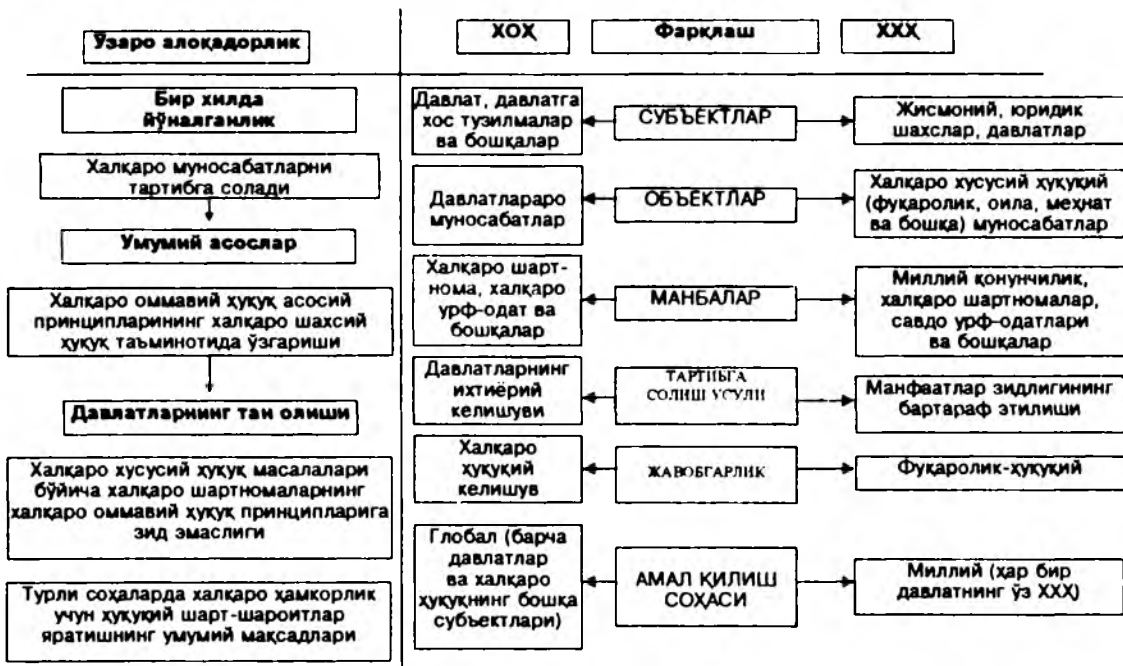 Ўзаро алоқадорлик
Бир хилда
йўналганлик
Халқаро муносабатларни
тартибга солади
Умумий асослар
Халқаро оммавий ҳуқуқ асосий
принципларининг халқаро шахсий
ҳуқуқ таъминотида ўзгариши
Давлатларнинг тан олиши
Халқаро хусусий ҳуқуқ масалалари
бўйича халқаро шартномаларнинг
халқаро оммавий ҳуқуқ принципларига
зид эмаслиги
Турли соҳаларда халқаро ҳамкорлик
учун ҳуқуқий шарт-шароитлар
яратишнинг умумий мақсадлари
ХОҲ
Фарқлаш
ХХҲ
Давлат, давлатга
хос тузилмалар
ва бошқалар
СУБЪЕКТЛАР
Жисмоний, юридик
шахслар, давлатлар
Давлатлараро
муносабатлар
ОБЪЕКТЛАР
Халқаро хусусий ҳуқуқий
(фуқаролик, оила, меҳнат
ва бошқа) муносабатлар
Халқаро шарт-
нома, халқаро
урф-одат ва
бошқалар
МАНБАЛАР
Миллий қонунчилик,
халқаро шартномалар,
савдо урф-одатлари
ва бошқалар
Давлатларнинг
ихтиёрий
келишуви
ТАРТИБГА
СОЛИШ УСУЛИ
Манфаатлар зидлигининг
бартараф этилиши
Халқаро
ҳуқуқий
келишув
ЖАВОБГАРЛИК
Фуқаролик-ҳуқуқий
Глобал (барча
давлатлар
ва халқаро
ҳуқуқнинг бошқа
субъектлари)
АМАЛ ҚИЛИШ
СОҲАСИ
Миллий (ҳар бир
давлатнинг ўз ХХҲ)